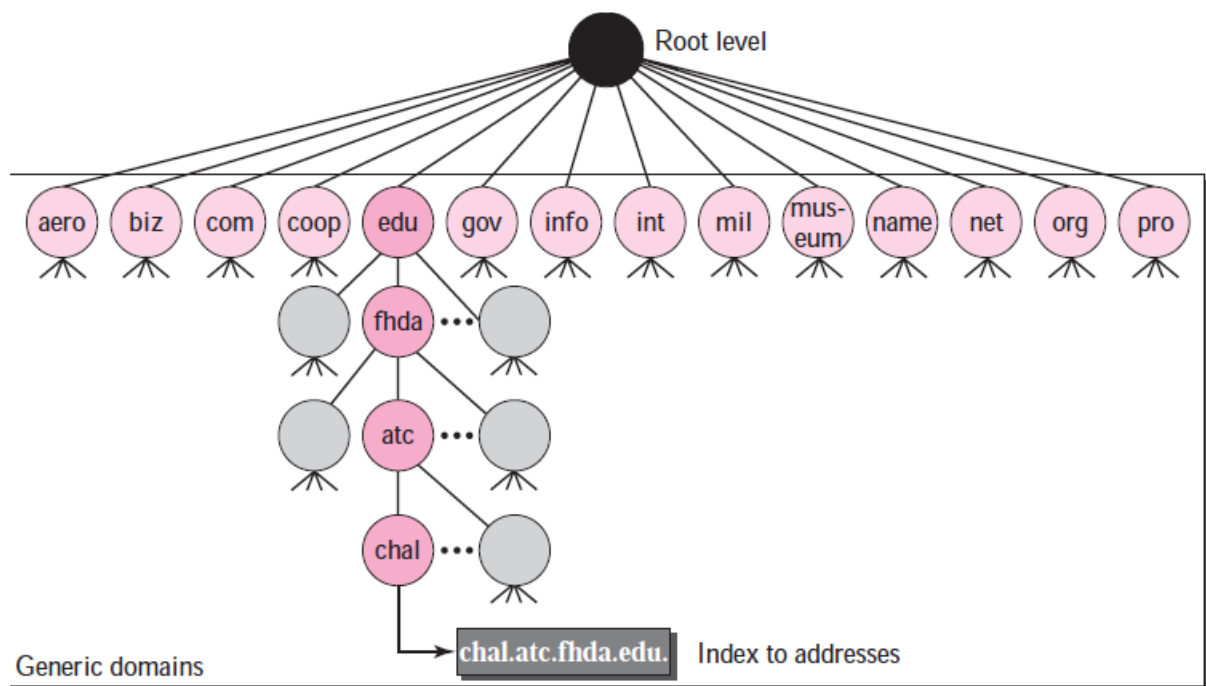 Root level
aero biz com coop edu gov info int mil mus- name net org pro
eum
fhda
atc
chal
chal.atc.fhda.edu. Index to addresses
Generic domains